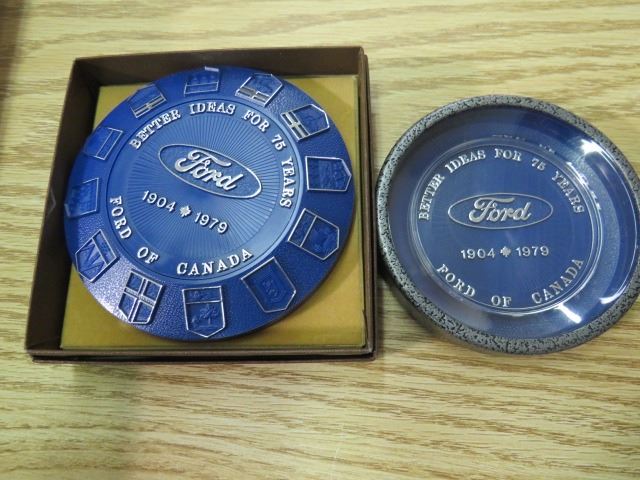 BETTER IDEAS FOR 75 YEARS
Ford
1904 1979
FORD OF CANADA
BETTER IDEAS FOR 75 YEARS
Ford
1904 1979
FORD OF CANADA